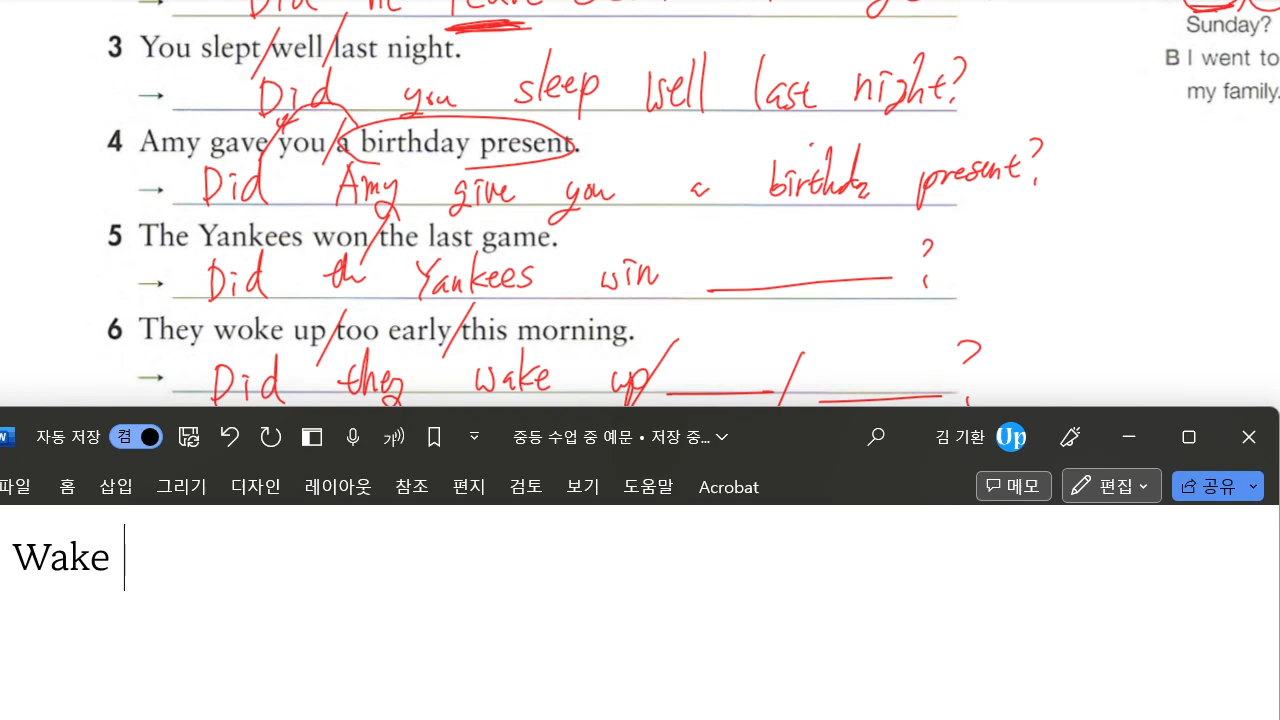 → Did he leave
Sunday?
3 You slept/well/last night.
B I went to
→ Did you sleep well last night?
my family.
4 Amy gave you/a birthday present.
→ Did Amy give you a birthday present?
5 The Yankees won/the last game.
→ Did the Yankees win ?
6 They woke up/too early/this morning.
→ Did they wake up/ / ?
자동 저장 켬 가)) 중등 수업 중 예문 • 저장 중... 김 기환 Up
파일 홈 삽입 그리기 디자인 레이아웃 참조 편지 검토 보기 도움말 Acrobat 메모 편집 공유
Wake